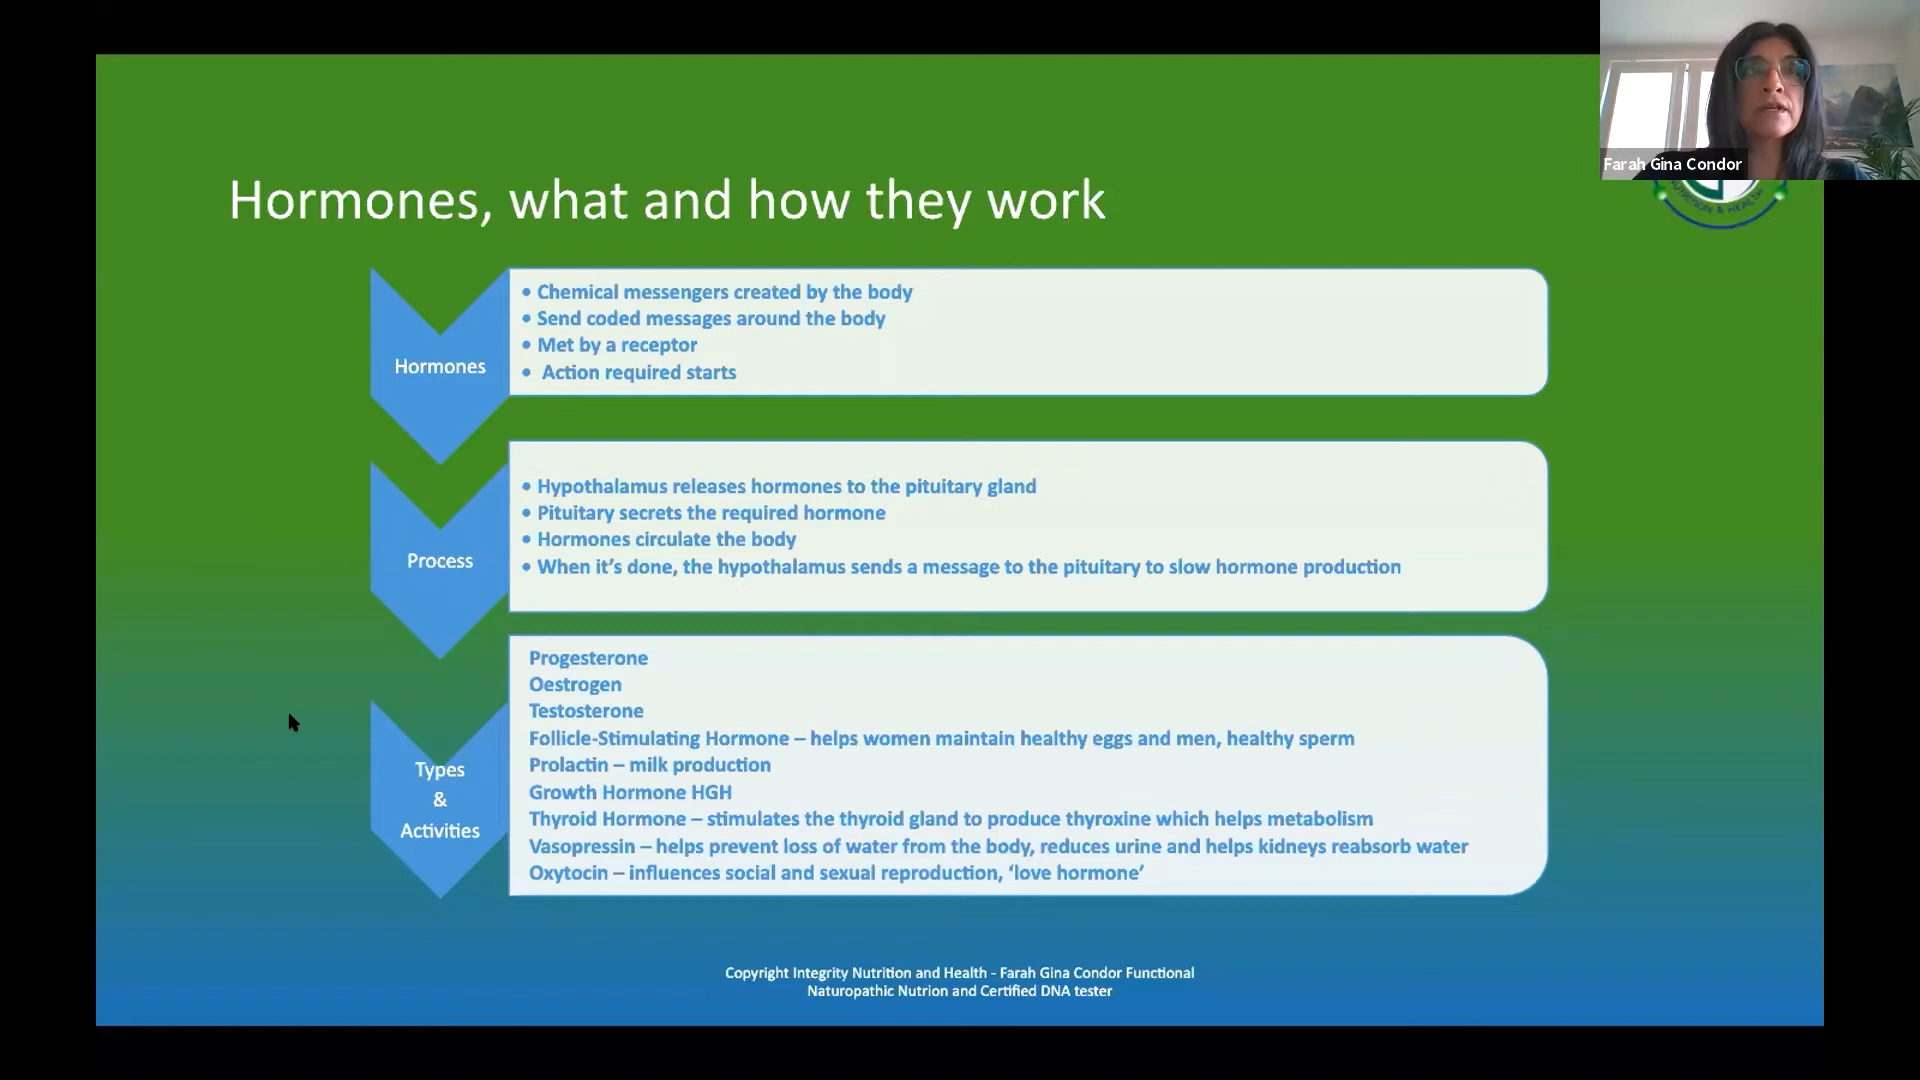 Farah Gina Condor
NUTRITION & HEALTH
Hormones, what and how they work
Hormones
• Chemical messengers created by the body
• Send coded messages around the body
• Met by a receptor
• Action required starts
Process
• Hypothalamus releases hormones to the pituitary gland
• Pituitary secrets the required hormone
• Hormones circulate the body
• When it’s done, the hypothalamus sends a message to the pituitary to slow hormone production
Types
&
Activities
Progesterone
Oestrogen
Testosterone
Follicle-Stimulating Hormone – helps women maintain healthy eggs and men, healthy sperm
Prolactin – milk production
Growth Hormone HGH
Thyroid Hormone – stimulates the thyroid gland to produce thyroxine which helps metabolism
Vasopressin – helps prevent loss of water from the body, reduces urine and helps kidneys reabsorb water
Oxytocin – influences social and sexual reproduction, ‘love hormone’
Copyright Integrity Nutrition and Health - Farah Gina Condor Functional
Naturopathic Nutrion and Certified DNA tester